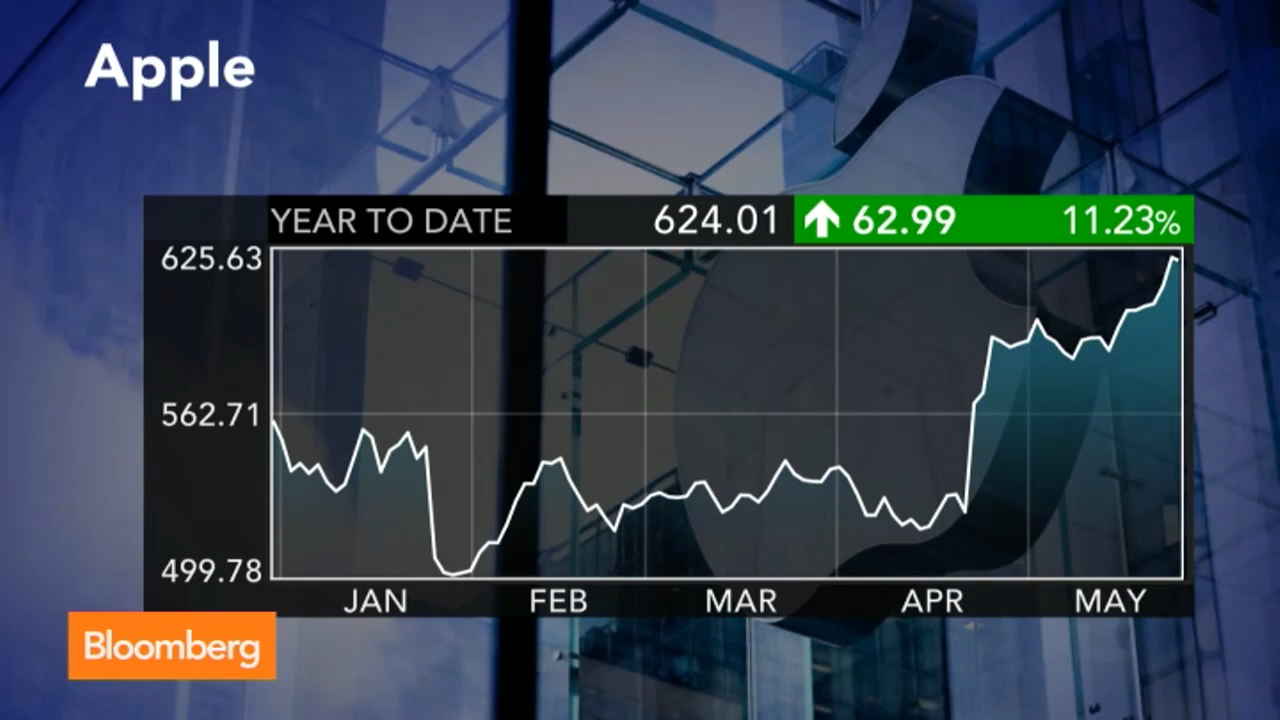 Apple
YEAR TO DATE 624.01 62.99 11.23%
625.63
562.71
499.78
JAN FEB MAR APR MAY
Bloomberg